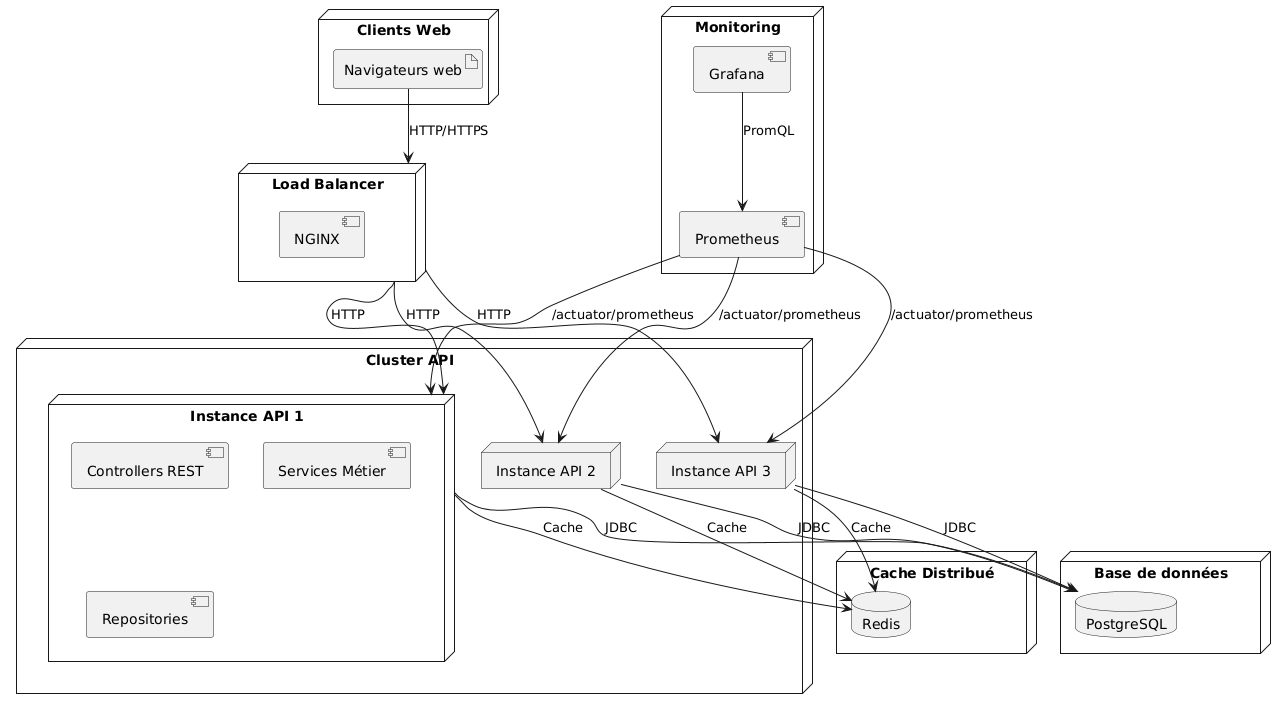 Clients Web
Navigateurs web
Monitoring
Grafana
HTTP/HTTPS
PromQL
Load Balancer
NGINX
Prometheus
HTTP
HTTP
HTTP
/actuator/prometheus
/actuator/prometheus
/actuator/prometheus
Cluster API
Instance API 1
Controllers REST
Services Métier
Instance API 2
Instance API 3
Cache
JDBC
Cache
JDBC
Cache
JDBC
Cache Distribué
Base de données
Repositories
Redis
PostgreSQL